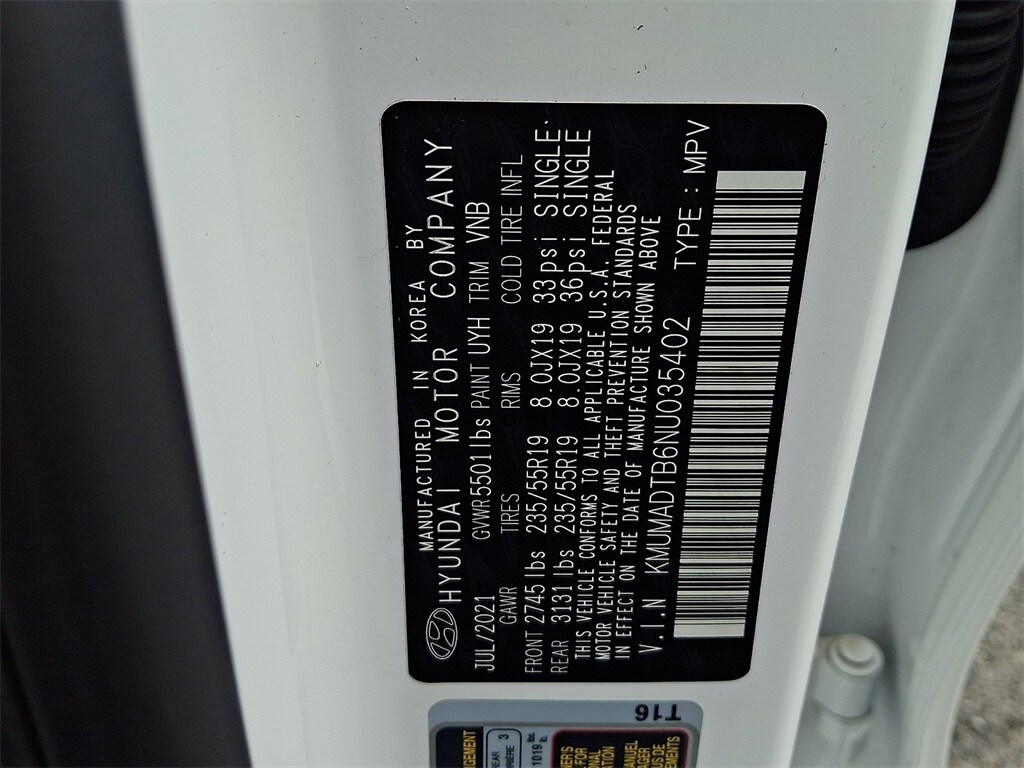 MANUFACTURED IN KOREA BY
HYUNDAI MOTOR COMPANY
JUL/2021 GVWR 5501 lbs PAINT UYH TRIM VNB
GAWR TIRES RIMS COLD TIRE INFL
FRONT 2745 lbs 235/55R19 8.0JX19 33psi SINGLE
REAR 3131 lbs 235/55R19 8.0JX19 36psi SINGLE
THIS VEHICLE CONFORMS TO ALL APPLICABLE U.S.A. FEDERAL
MOTOR VEHICLE SAFETY AND THEFT PREVENTION STANDARDS
IN EFFECT ON THE DATE OF MANUFACTURE SHOWN ABOVE
V.I.N KMUMADTB6NU035402 TYPE : MPV
T16
3
1019